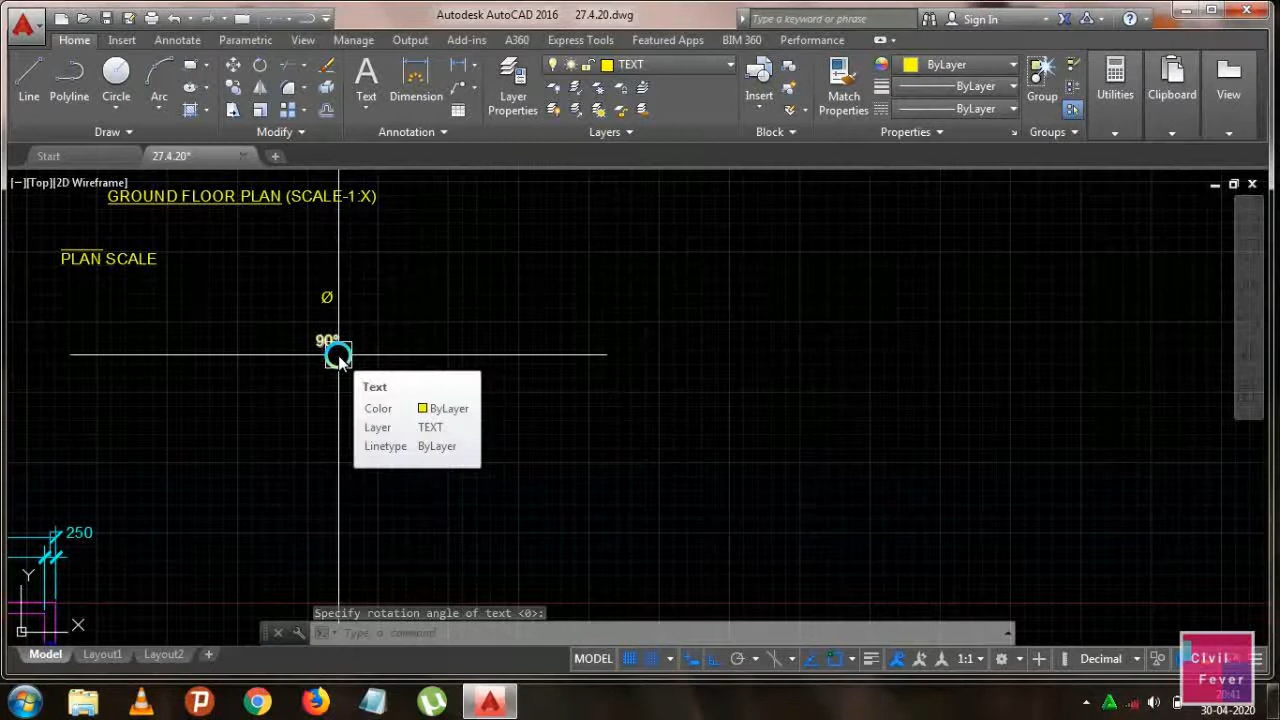 Autodesk AutoCAD 2016 27.4.20.dwg
Type a keyword or phrase
Sign In
Home Insert Annotate Parametric View Manage Output Add-ins A360 Express Tools Featured Apps BIM 360 Performance
TEXT
ByLayer
Line Polyline Circle Arc Text Dimension Layer Properties Insert Match Properties ByLayer Group Utilities Clipboard View
ByLayer
Draw Modify Annotation Layers Block Properties Groups
Start 27.4.20*
[−][Top][2D Wireframe]
GROUND FLOOR PLAN (SCALE-1:X)
PLAN SCALE
Ø
90°
Text
Color ByLayer
Layer TEXT
Linetype ByLayer
250
Y
X
Specify rotation angle of text <0>:
Type a command
Model Layout1 Layout2
MODEL 1:1 Decimal
Civil
Fever
20:41
30-04-2020